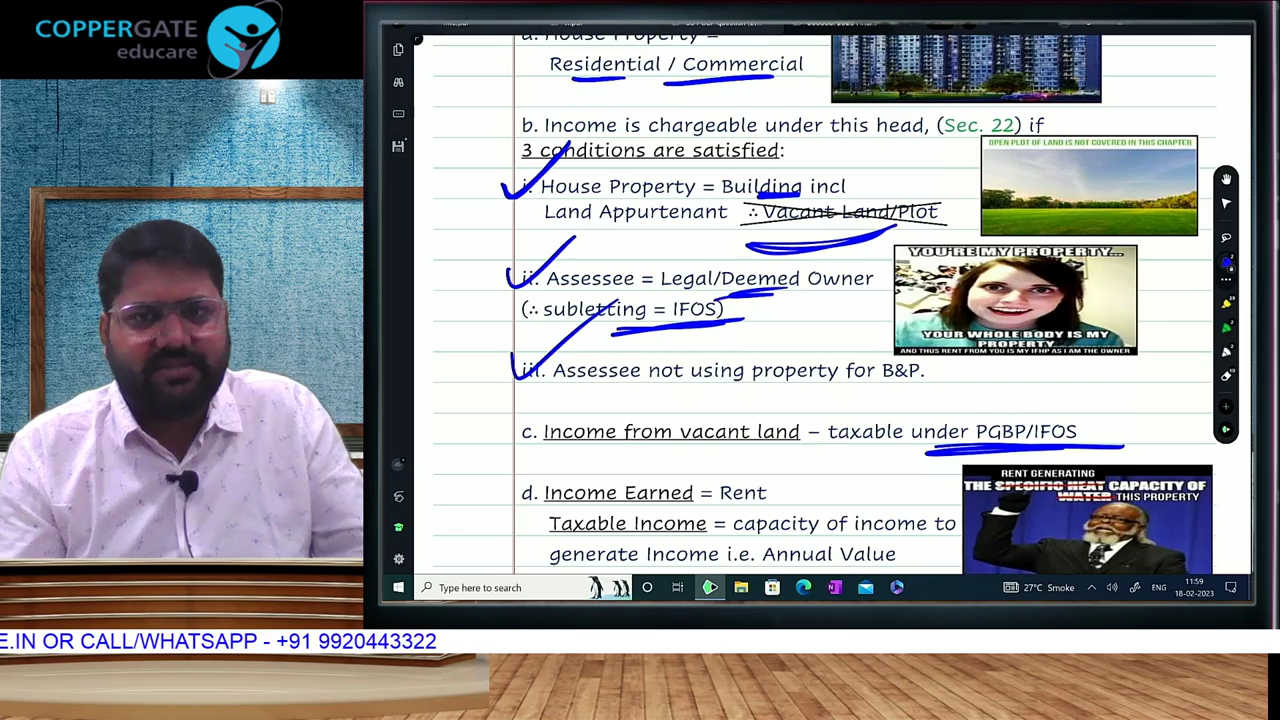 COPPERGATE
educare
a. House Property =
Residential / Commercial
b. Income is chargeable under this head, (Sec. 22) if
3 conditions are satisfied:
OPEN PLOT OF LAND IS NOT COVERED IN THIS CHAPTER
i. House Property = Building incl
Land Appurtenant ∴ Vacant Land/Plot
ii. Assessee = Legal/Deemed Owner
(∴ subletting = IFOS)
YOU'RE MY PROPERTY...
YOUR WHOLE BODY IS MY
PROPERTY
AND THUS RENT FROM YOU IS MY IFHP AS I AM THE OWNER
iii. Assessee not using property for B&P.
c. Income from vacant land – taxable under PGBP/IFOS
d. Income Earned = Rent
Taxable Income = capacity of income to
generate Income i.e. Annual Value
RENT GENERATING
THE SPECIFIC HEAT CAPACITY OF
WATER THIS PROPERTY
Type here to search
27°C Smoke
ENG
11:59
18-02-2023
E.IN OR CALL/WHATSAPP - +91 9920443322